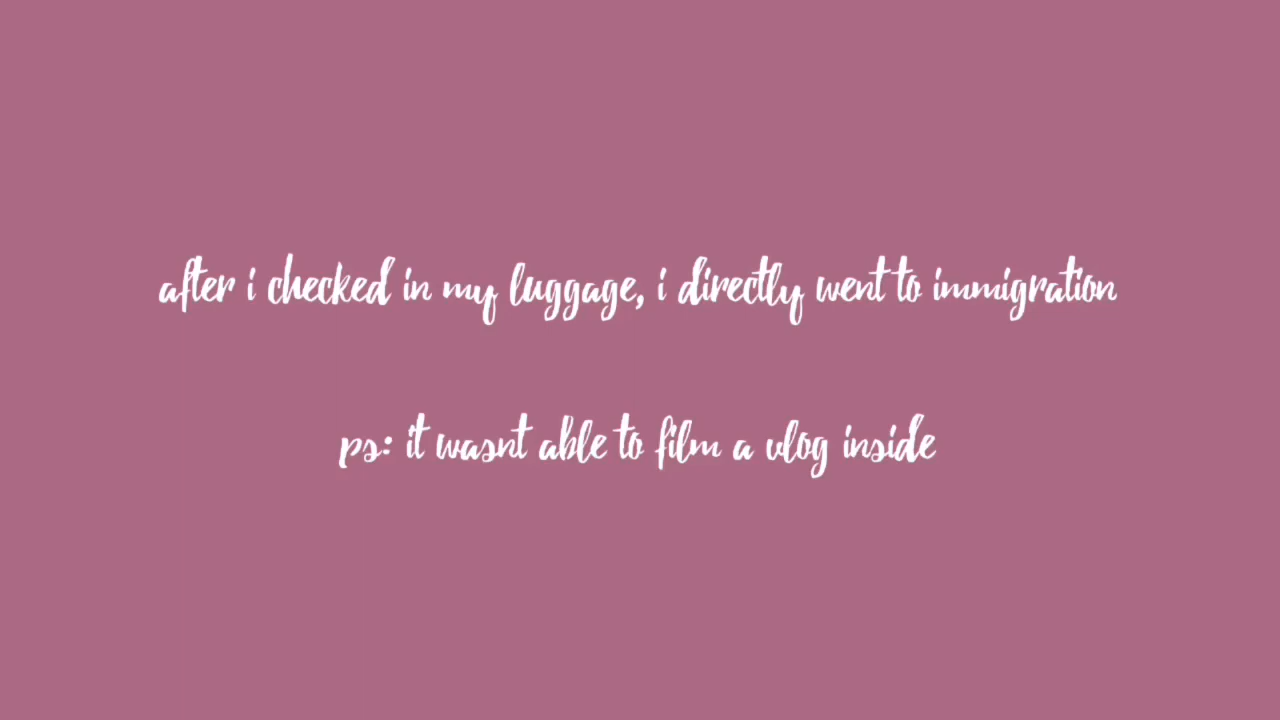 after i checked in my luggage, i directly went to immigration
ps: it wasnt able to film a vlog inside